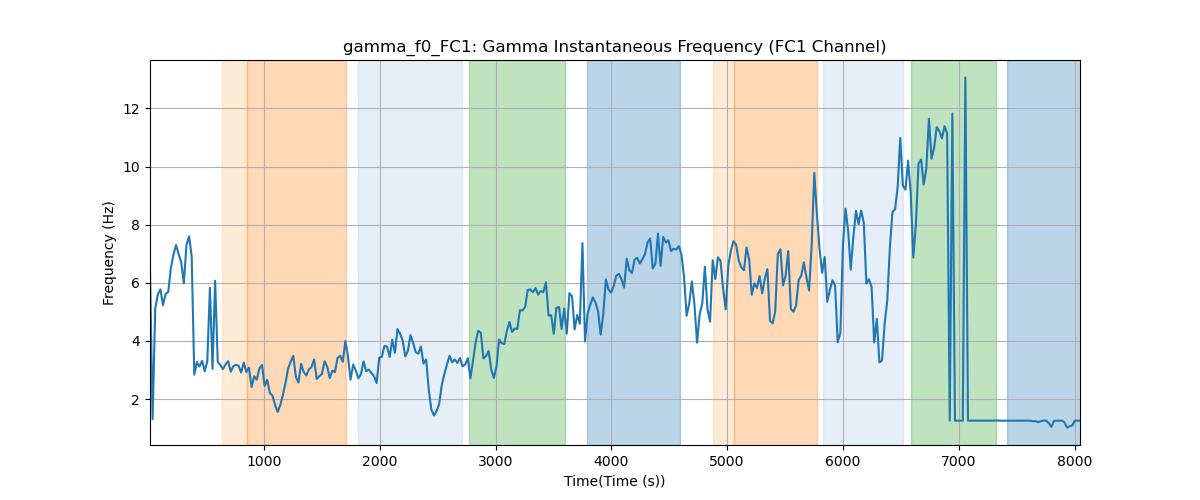 gamma_f0_FC1: Gamma Instantaneous Frequency (FC1 Channel)
Frequency (Hz)
12
10
8
6
4
2
1000 2000 3000 4000 5000 6000 7000 8000
Time(Time (s))